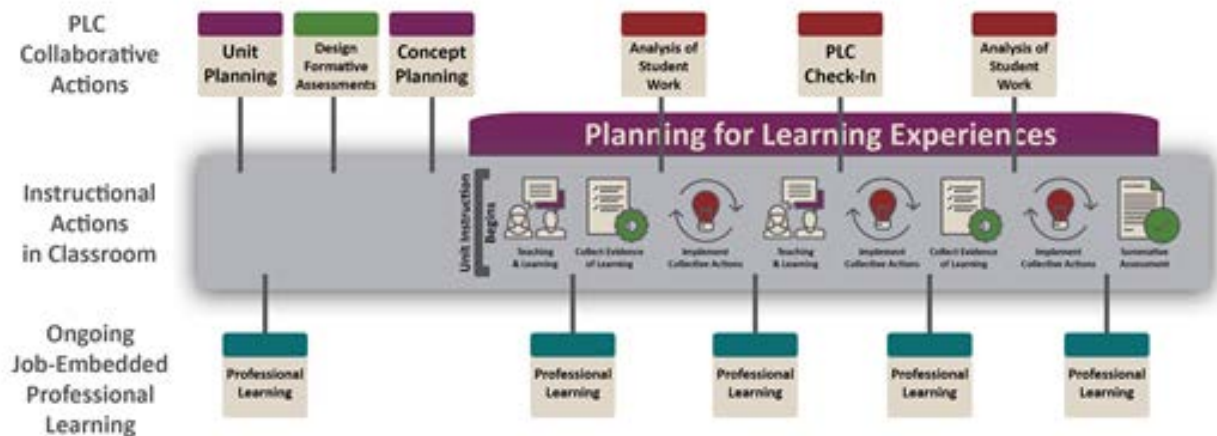 PLC
Collaborative
Actions
Unit
Planning
Design
Formative
Assessments
Concept
Planning
Analysis of
Student
Work
PLC
Check-In
Analysis of
Student
Work
Planning for Learning Experiences
Instructional
Actions
in Classroom
Unit Instruction
Begins
Teaching
& Learning
Collect Evidence
of Learning
Implement
Collective Actions
Teaching
& Learning
Implement
Collective Actions
Collect Evidence
of Learning
Implement
Collective Actions
Summative
Assessment
Ongoing
Job-Embedded
Professional
Learning
Professional
Learning
Professional
Learning
Professional
Learning
Professional
Learning
Professional
Learning